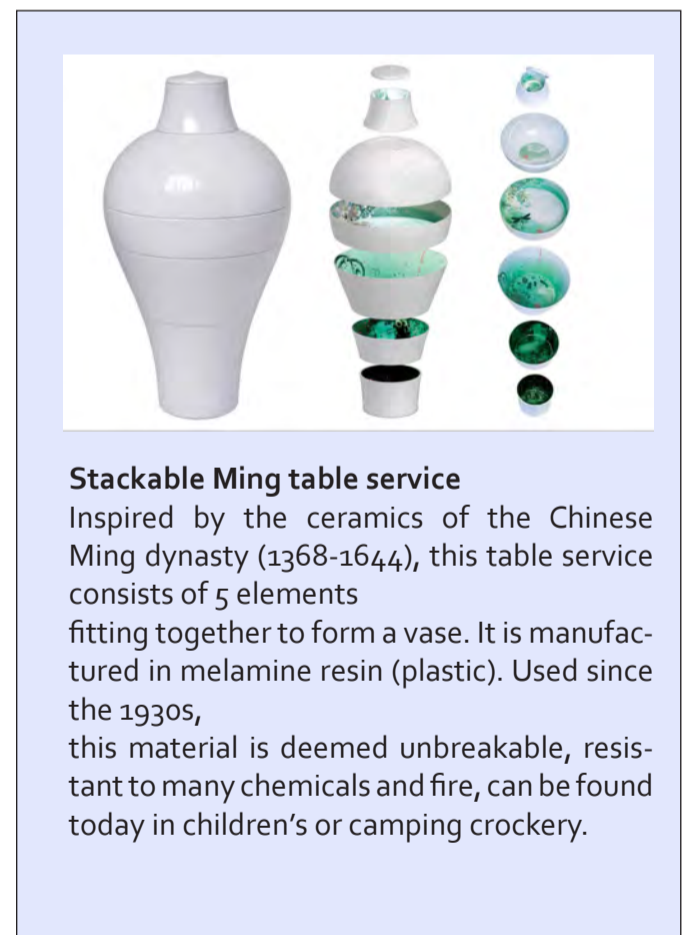 Stackable Ming table service
Inspired by the ceramics of the Chinese
Ming dynasty (1368-1644), this table service
consists of 5 elements
fitting together to form a vase. It is manufac-
tured in melamine resin (plastic). Used since
the 1930s,
this material is deemed unbreakable, resis-
tant to many chemicals and fire, can be found
today in children's or camping crockery.